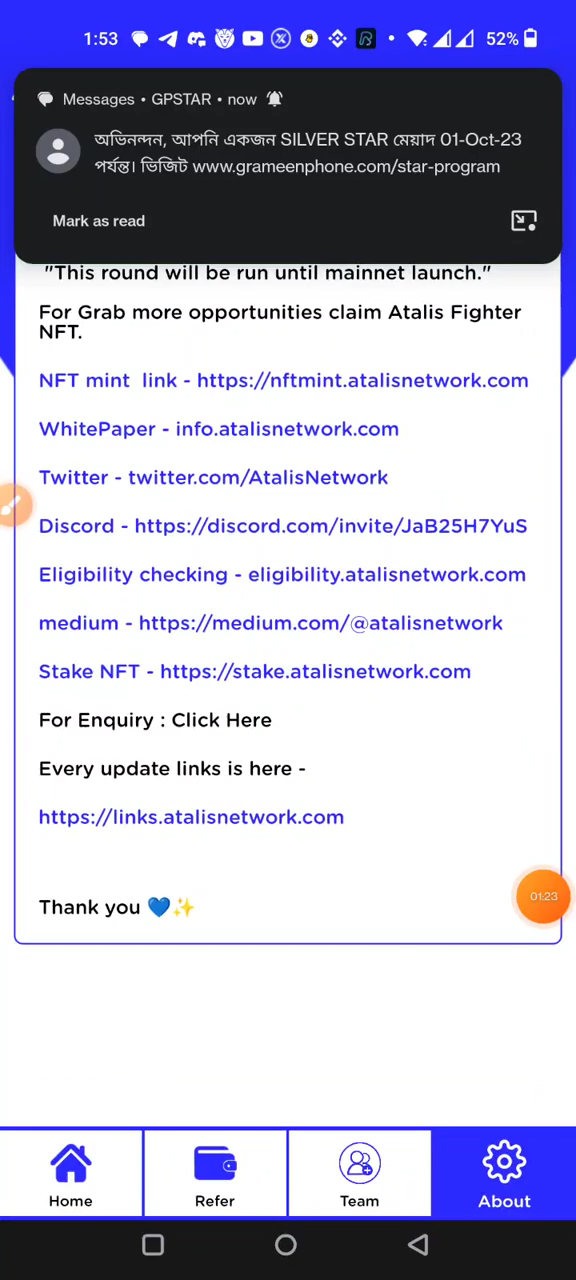 1:53
52%
Messages • GPSTAR • now
অভিনন্দন, আপনি একজন SILVER STAR মেয়াদ 01-Oct-23
পর্যন্ত। ভিজিট www.grameenphone.com/star-program
Mark as read
"This round will be run until mainnet launch."
For Grab more opportunities claim Atalis Fighter
NFT.
NFT mint link - https://nftmint.atalisnetwork.com
WhitePaper - info.atalisnetwork.com
Twitter - twitter.com/AtalisNetwork
Discord - https://discord.com/invite/JaB25H7YuS
Eligibility checking - eligibility.atalisnetwork.com
medium - https://medium.com/@atalisnetwork
Stake NFT - https://stake.atalisnetwork.com
For Enquiry : Click Here
Every update links is here -
https://links.atalisnetwork.com
01:23
Thank you 💙✨
Home
Refer
Team
About